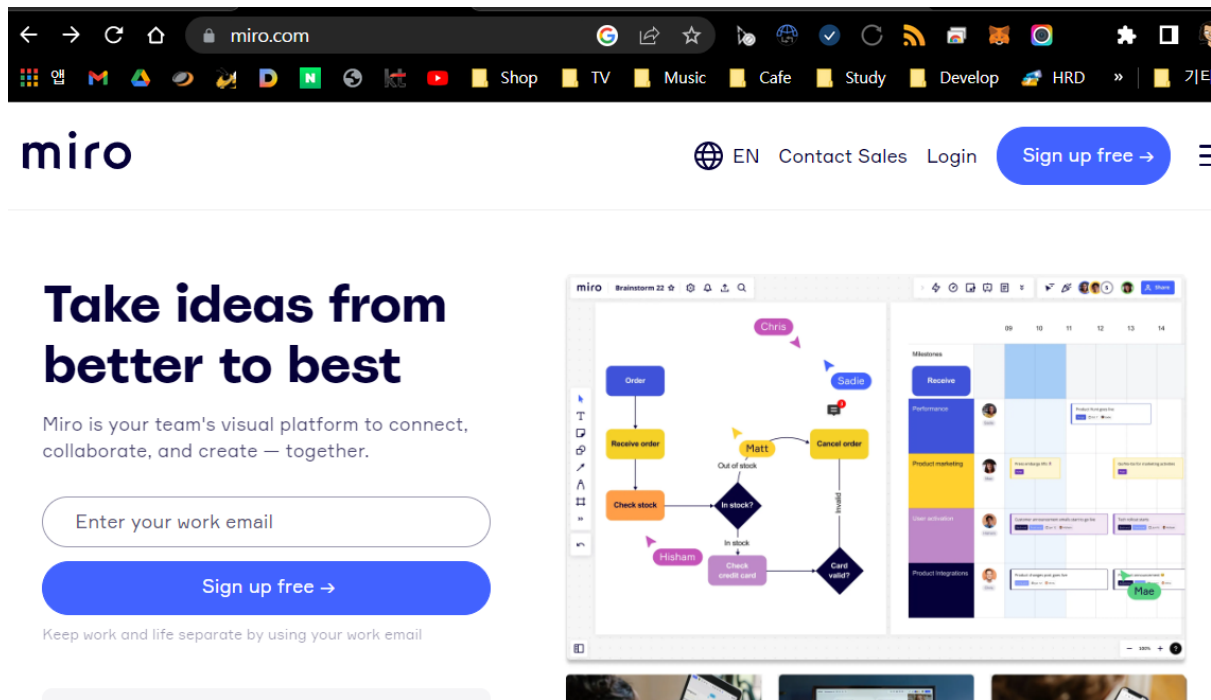 miro.com
앱
D
N
kt
Shop
TV
Music
Cafe
Study
Develop
HRD
»
miro
EN
Contact Sales
Login
Sign up free →
Take ideas from
better to best
Miro is your team's visual platform to connect,
collaborate, and create — together.
Enter your work email
Sign up free →
Keep work and life separate by using your work email
miro
Brainstorm 22
Share
Chris
Sadie
Order
Receive order
Matt
Cancel order
Out of stock
Check stock
In stock?
Invalid
In stock
Hisham
Check
credit card
Card
valid?
09 10 11 12 13 14
Milestones
Receive
Performance
Product marketing
User activation
Product Integrations
Mae
100%